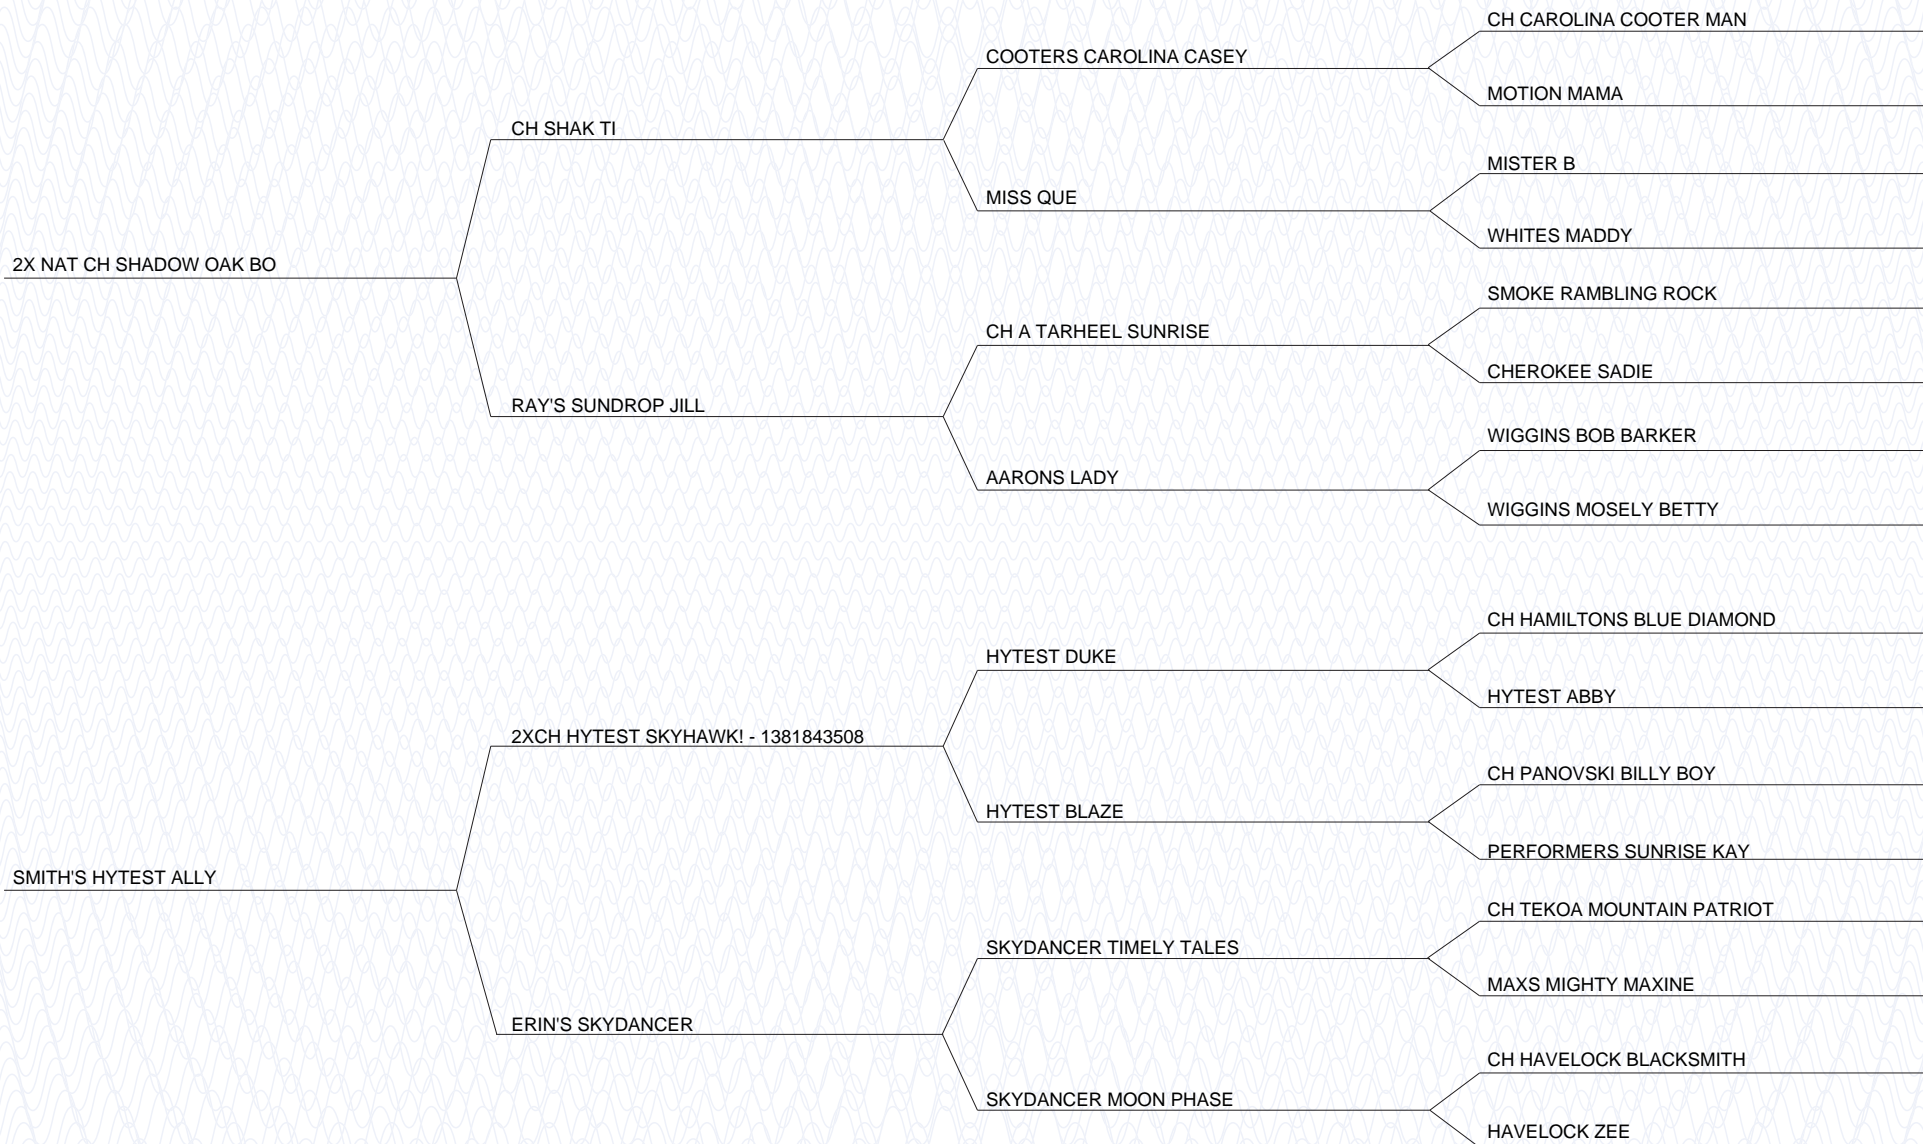 CH CAROLINA COOTER MAN
COOTERS CAROLINA CASEY
MOTION MAMA
CH SHAK TI
MISTER B
MISS QUE
WHITES MADDY
2X NAT CH SHADOW OAK BO
SMOKE RAMBLING ROCK
CH A TARHEEL SUNRISE
CHEROKEE SADIE
RAY'S SUNDROP JILL
WIGGINS BOB BARKER
AARONS LADY
WIGGINS MOSELY BETTY
CH HAMILTONS BLUE DIAMOND
HYTEST DUKE
HYTEST ABBY
2XCH HYTEST SKYHAWK! - 1381843508
CH PANOVSKI BILLY BOY
HYTEST BLAZE
PERFORMERS SUNRISE KAY
SMITH'S HYTEST ALLY
CH TEKOA MOUNTAIN PATRIOT
SKYDANCER TIMELY TALES
MAXS MIGHTY MAXINE
ERIN'S SKYDANCER
CH HAVELOCK BLACKSMITH
SKYDANCER MOON PHASE
HAVELOCK ZEE